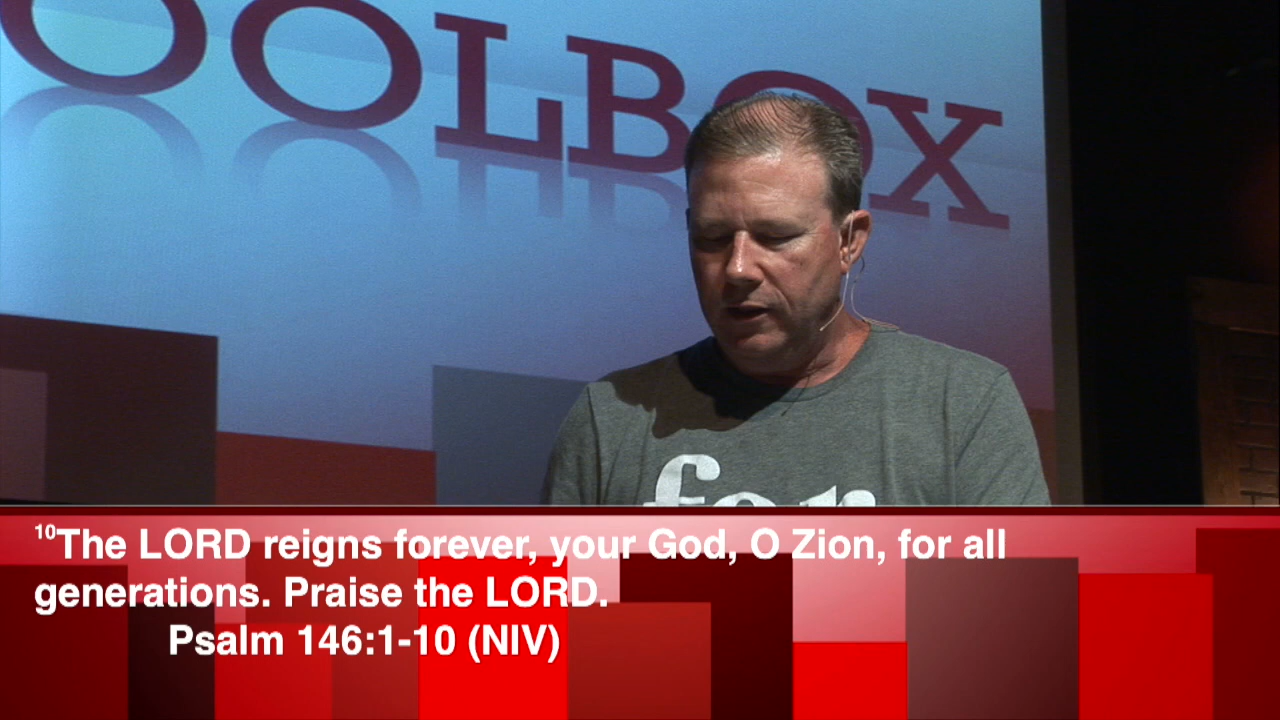 OOLBOX
for
¹⁰The LORD reigns forever, your God, O Zion, for all
generations. Praise the LORD.
Psalm 146:1-10 (NIV)